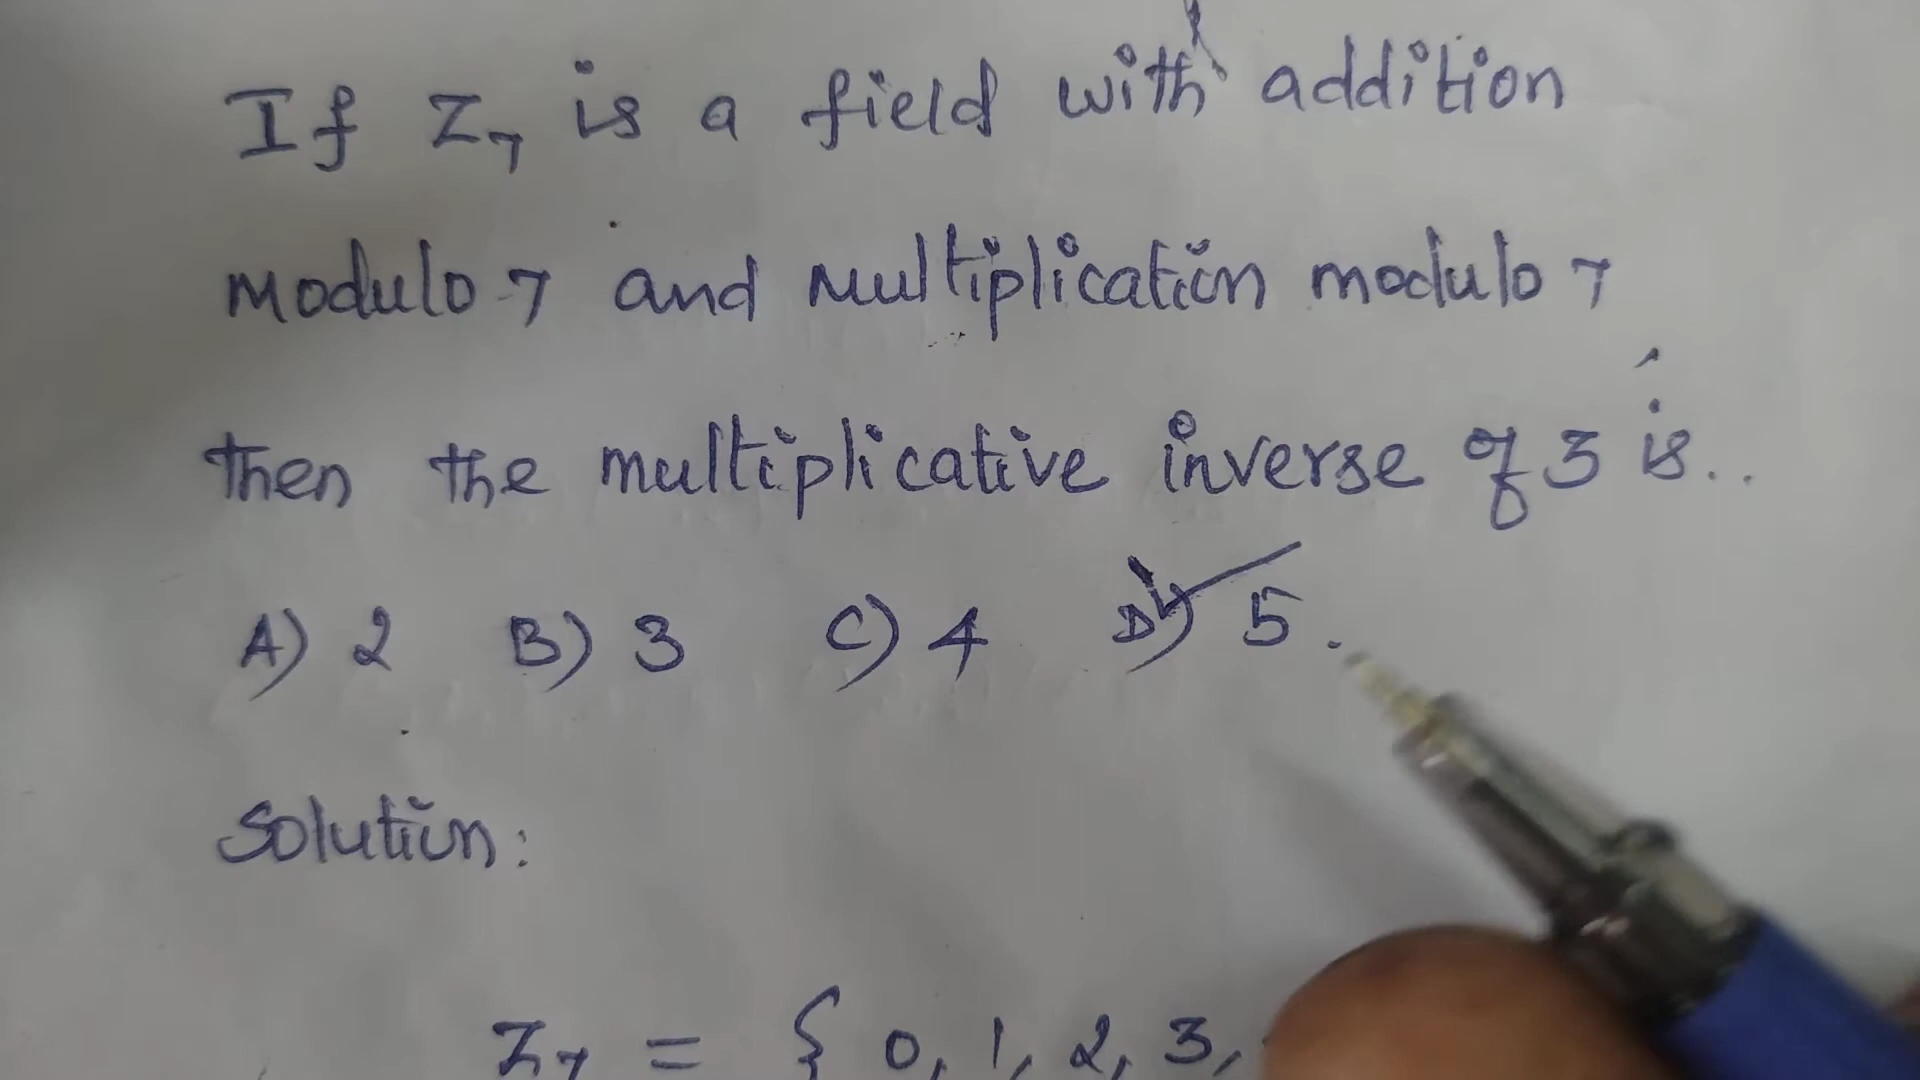 If Z₇ is a field with addition
modulo 7 and multiplication modulo 7
then the multiplicative inverse of 3 is..
A) 2 B) 3 C) 4 D) 5.
Solution:
Z₇ = { 0, 1, 2, 3,